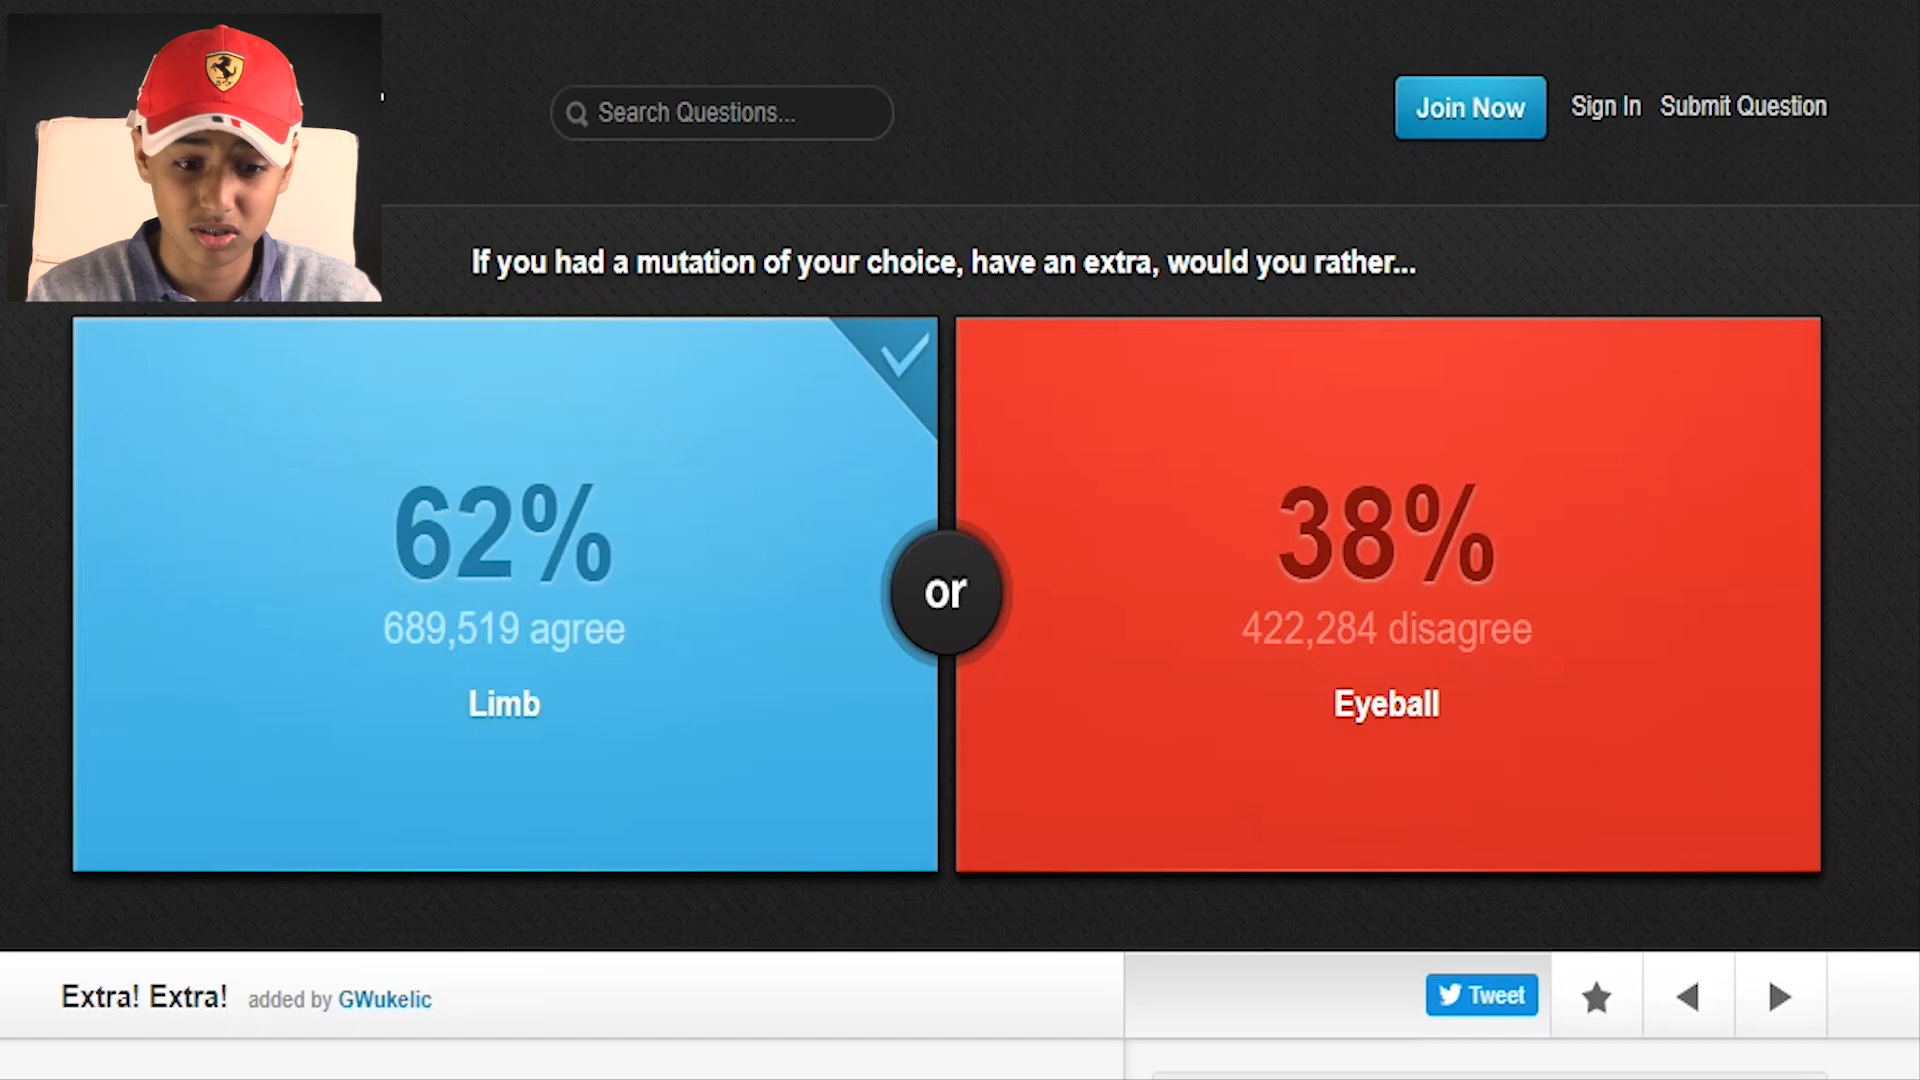 Search Questions...
Join Now
Sign In
Submit Question
If you had a mutation of your choice, have an extra, would you rather...
62%
689,519 agree
Limb
or
38%
422,284 disagree
Eyeball
Extra! Extra! added by GWukelic
Tweet